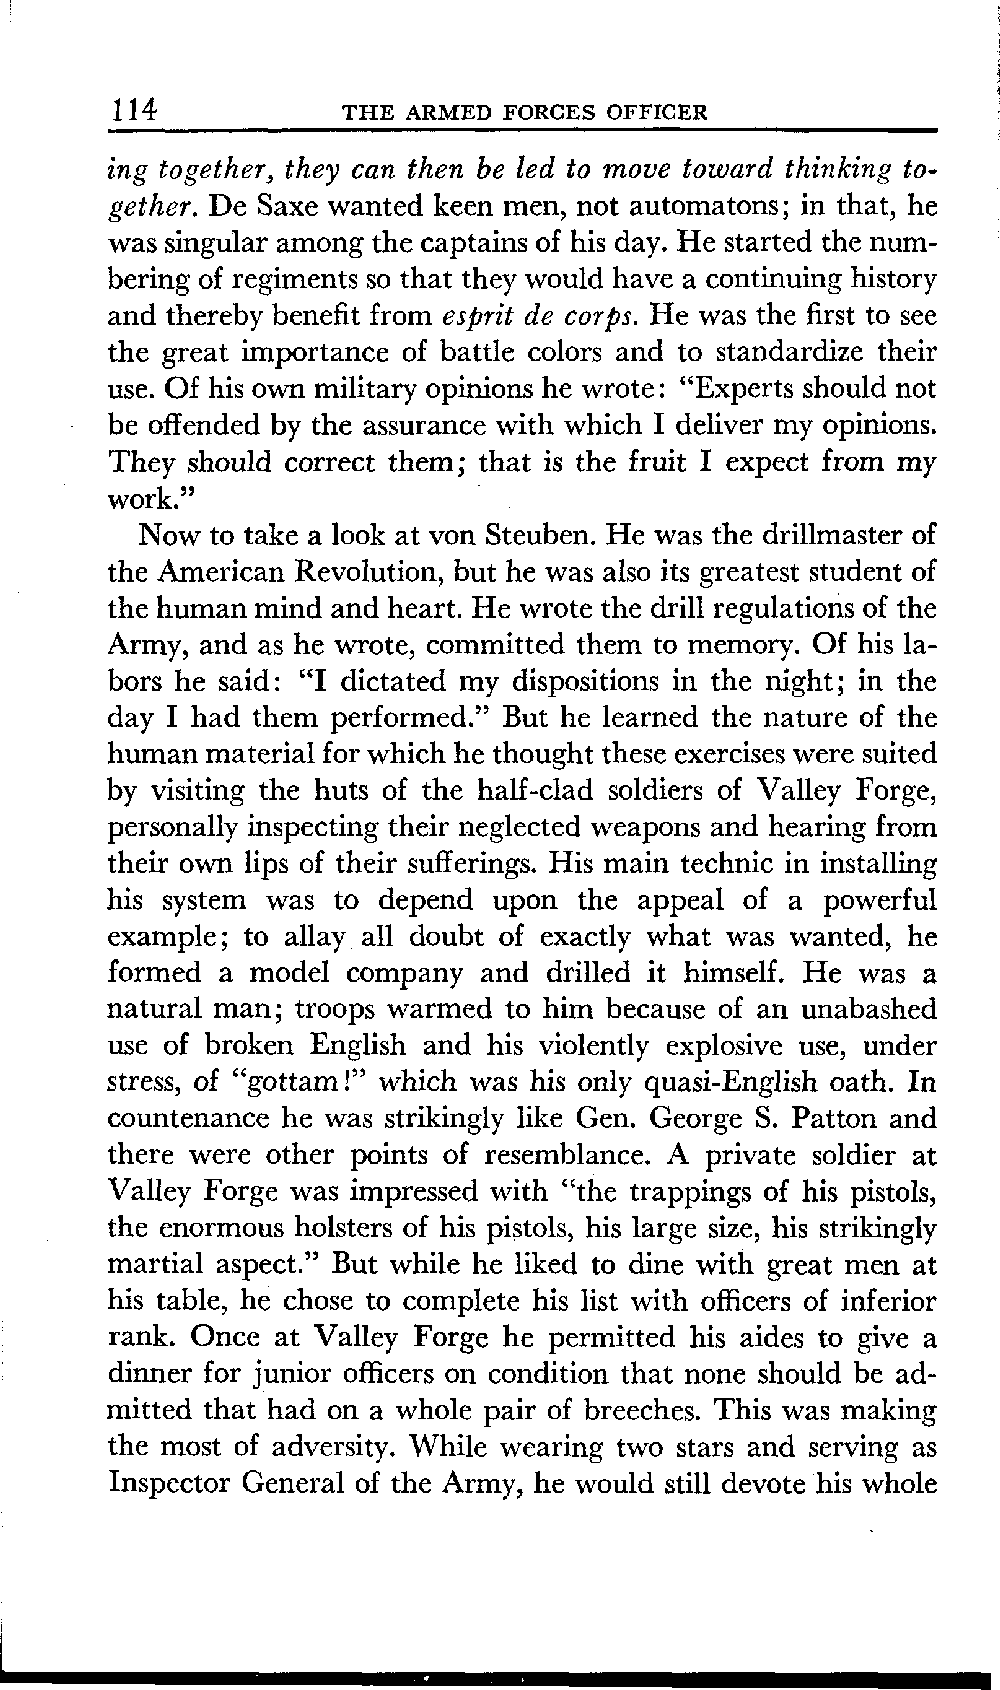 114 THE ARMED FORCES OFFICER
ing together, they can then be led to move toward thinking to-
gether. De Saxe wanted keen men, not automatons; in that, he
was singular among the captains of his day. He started the num-
bering of regiments so that they would have a continuing history
and thereby benefit from esprit de corps. He was the first to see
the great importance of battle colors and to standardize their
use. Of his own military opinions he wrote: “Experts should not
be offended by the assurance with which I deliver my opinions.
They should correct them; that is the fruit I expect from my
work.”
Now to take a look at von Steuben. He was the drillmaster of
the American Revolution, but he was also its greatest student of
the human mind and heart. He wrote the drill regulations of the
Army, and as he wrote, committed them to memory. Of his la-
bors he said: “I dictated my dispositions in the night; in the
day I had them performed.” But he learned the nature of the
human material for which he thought these exercises were suited
by visiting the huts of the half-clad soldiers of Valley Forge,
personally inspecting their neglected weapons and hearing from
their own lips of their sufferings. His main technic in installing
his system was to depend upon the appeal of a powerful
example; to allay all doubt of exactly what was wanted, he
formed a model company and drilled it himself. He was a
natural man; troops warmed to him because of an unabashed
use of broken English and his violently explosive use, under
stress, of “gottam!” which was his only quasi-English oath. In
countenance he was strikingly like Gen. George S. Patton and
there were other points of resemblance. A private soldier at
Valley Forge was impressed with “the trappings of his pistols,
the enormous holsters of his pistols, his large size, his strikingly
martial aspect.” But while he liked to dine with great men at
his table, he chose to complete his list with officers of inferior
rank. Once at Valley Forge he permitted his aides to give a
dinner for junior officers on condition that none should be ad-
mitted that had on a whole pair of breeches. This was making
the most of adversity. While wearing two stars and serving as
Inspector General of the Army, he would still devote his whole